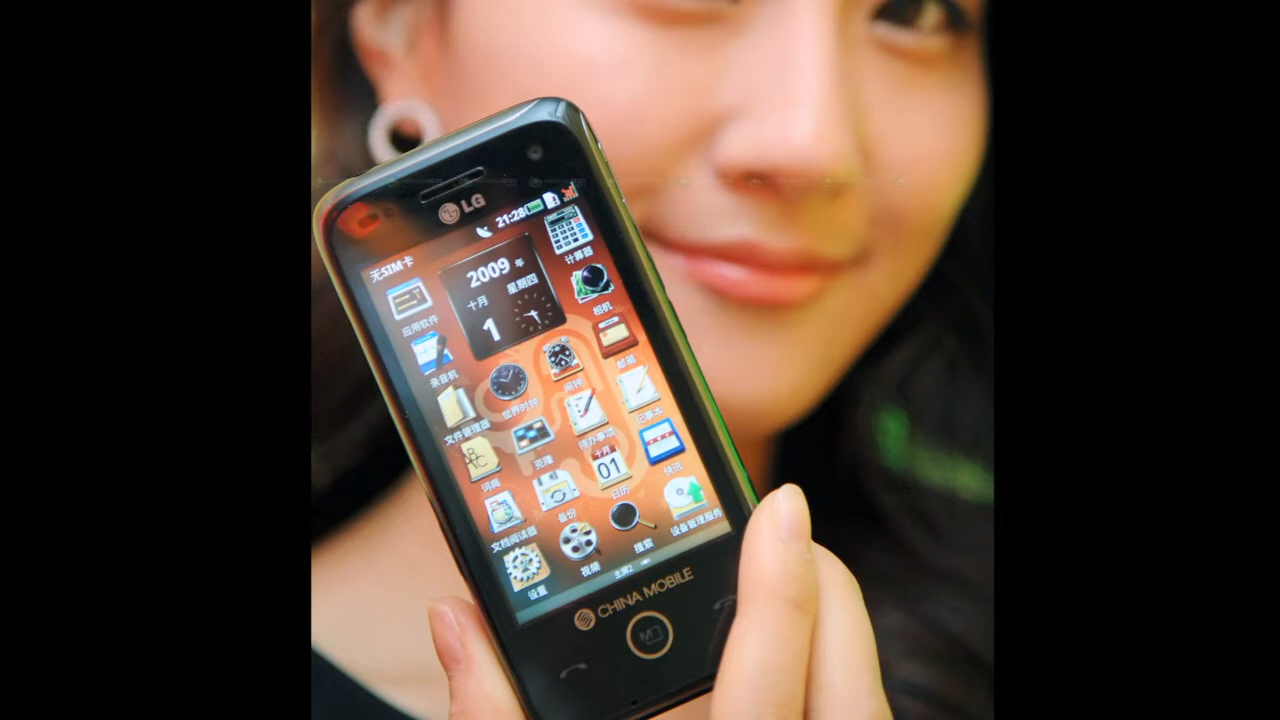 LG
21:28
无SIM卡
2009 年
十月 星期四
1
计算器
应用软件
相机
录音机
世界时钟
闹钟
邮箱
文件管理器
克隆
待办事项
记事本
词典
备份
十月
01
日历
快讯
文档阅读器
视频
搜索
设备管理服务
设置
主屏2
CHINA MOBILE